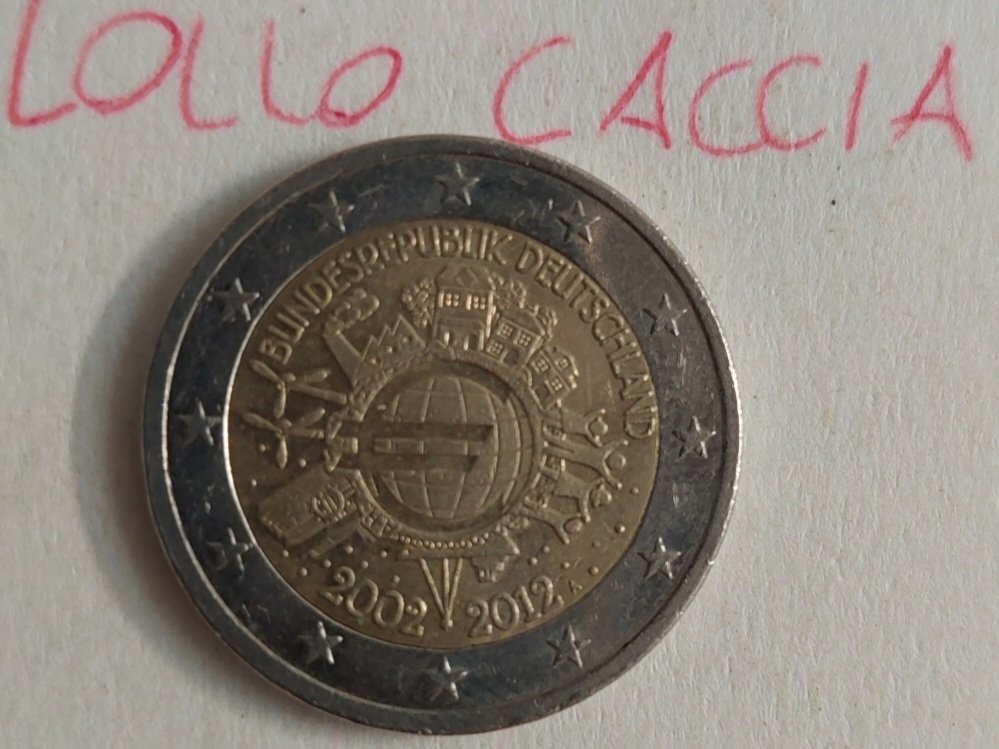 LOLLO CACCIA
BUNDESREPUBLIK DEUTSCHLAND
2002 2012
A